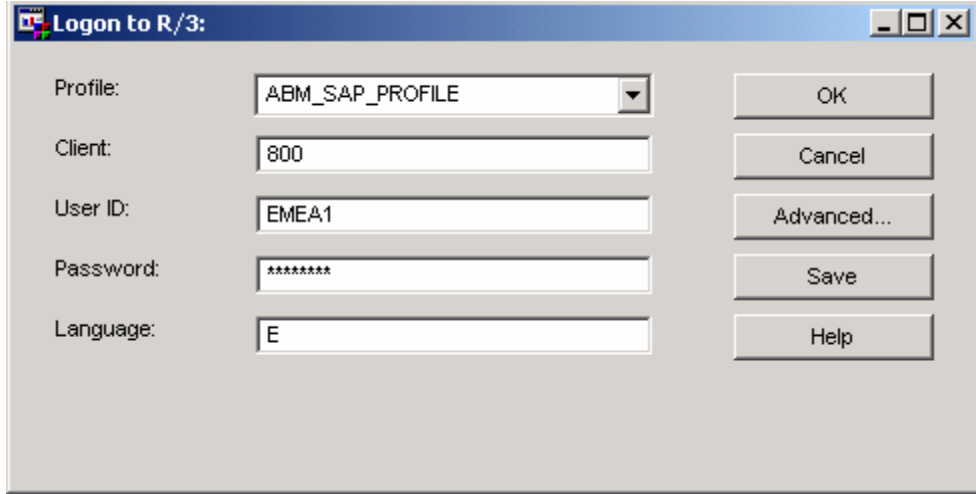 Logon to R/3:
Profile: ABM_SAP_PROFILE OK
Client: 800 Cancel
User ID: EMEA1 Advanced...
Password: ******** Save
Language: E Help